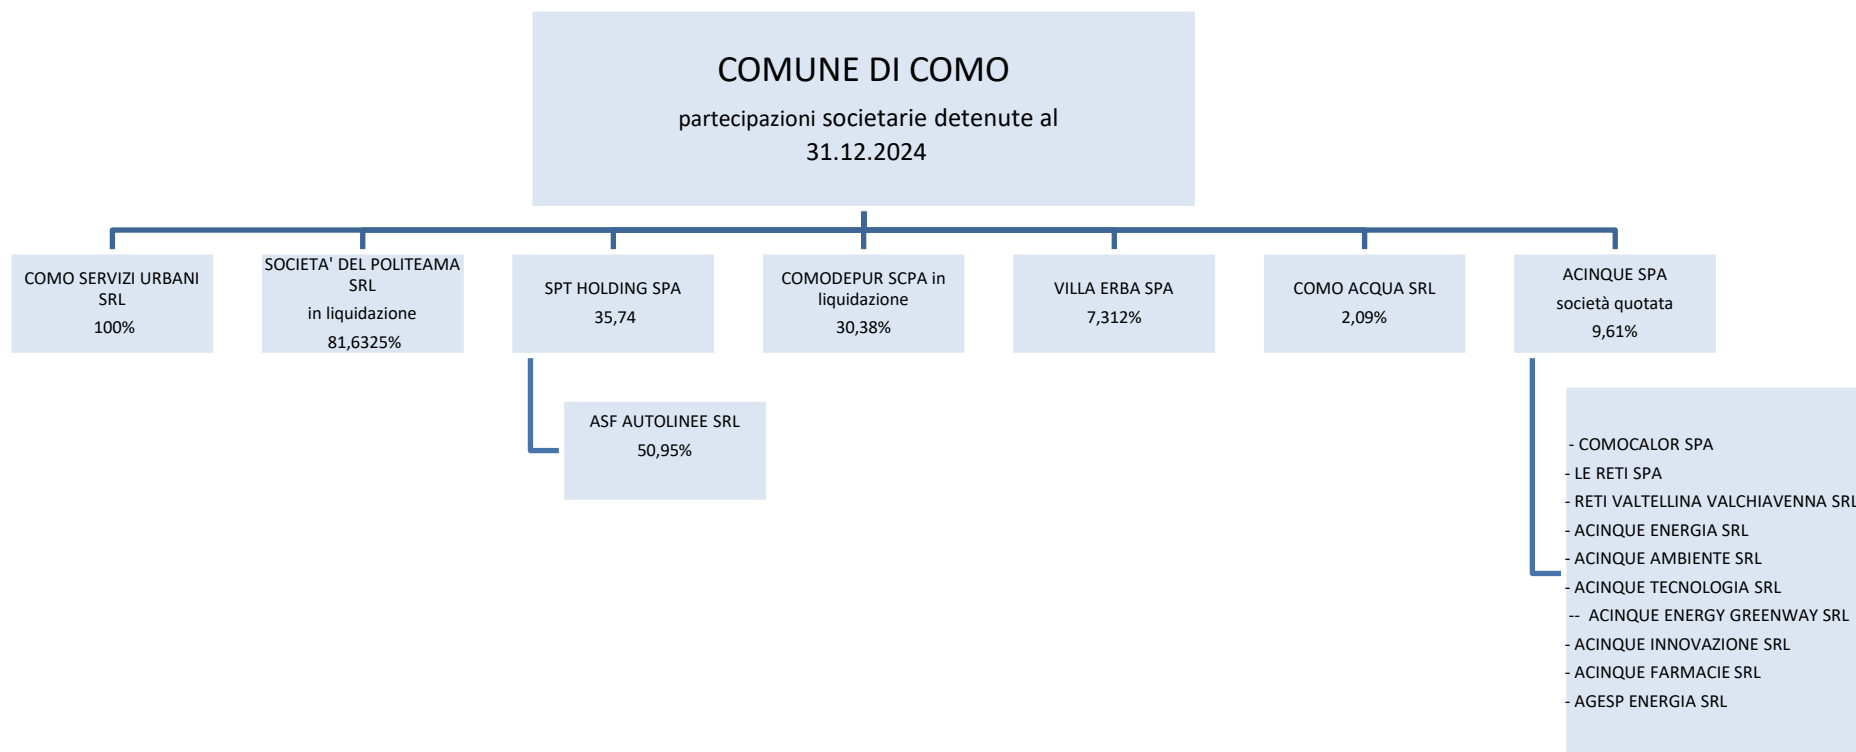 COMUNE DI COMO
partecipazioni societarie detenute al
31.12.2024
COMO SERVIZI URBANI
SRL
100%
SOCIETA' DEL POLITEAMA
SRL
in liquidazione
81,6325%
SPT HOLDING SPA
35,74
COMODEPUR SCPA in
liquidazione
30,38%
VILLA ERBA SPA
7,312%
COMO ACQUA SRL
2,09%
ACINQUE SPA
società quotata
9,61%
ASF AUTOLINEE SRL
50,95%
- COMOCALOR SPA
- LE RETI SPA
- RETI VALTELLINA VALCHIAVENNA SRL
- ACINQUE ENERGIA SRL
- ACINQUE AMBIENTE SRL
- ACINQUE TECNOLOGIA SRL
-- ACINQUE ENERGY GREENWAY SRL
- ACINQUE INNOVAZIONE SRL
- ACINQUE FARMACIE SRL
- AGESP ENERGIA SRL